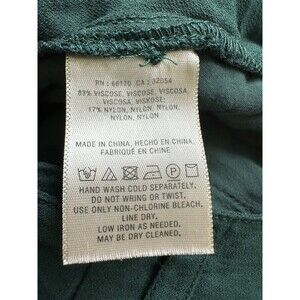 RN : 66170 CA : 32054
83% VISCOSE, VISCOSE, VISCOSA
VISCOSA, VISKOSE;
17% NYLON, NYLON, NYLON,
NYLON, NYLON
MADE IN CHINA, HECHO EN CHINA,
FABRIQUÉ EN CHINE
HAND WASH COLD SEPARATELY.
DO NOT WRING OR TWIST.
USE ONLY NON-CHLORINE BLEACH.
LINE DRY.
LOW IRON AS NEEDED.
MAY BE DRY CLEANED.